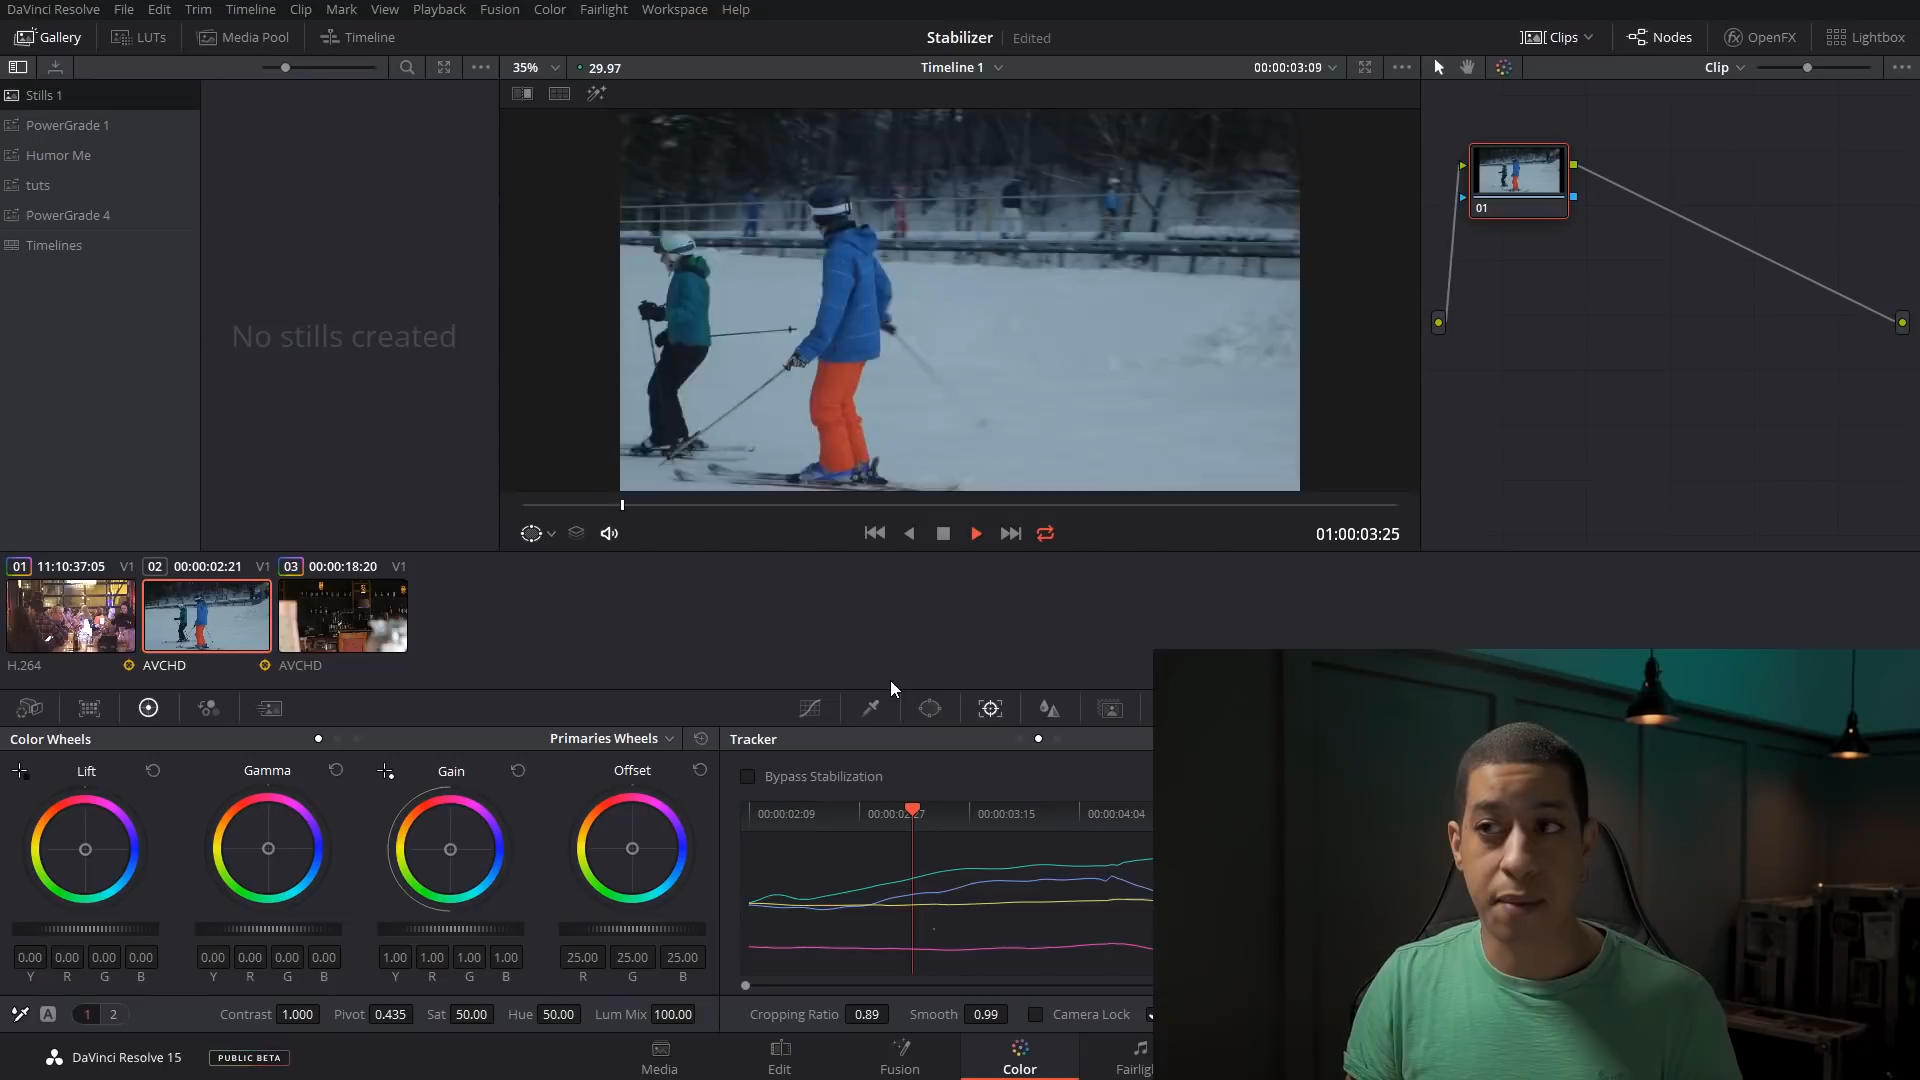 DaVinci Resolve File Edit Trim Timeline Clip Mark View Playback Fusion Color Fairlight Workspace Help
Gallery LUTs Media Pool Timeline Stabilizer Edited Clips Nodes OpenFX Lightbox
35% 29.97 Timeline 1 00:00:03:09 Clip
Stills 1
PowerGrade 1
Humor Me
tuts
PowerGrade 4
Timelines
No stills created
01
01:00:03:25
01 11:10:37:05 V1 02 00:00:02:21 V1 03 00:00:18:20 V1
H.264 AVCHD AVCHD
Color Wheels Primaries Wheels Tracker
Lift Gamma Gain Offset Bypass Stabilization
00:00:02:09 00:00:02:27 00:00:03:15 00:00:04:04
0.00 0.00 0.00 0.00 0.00 0.00 0.00 0.00 1.00 1.00 1.00 1.00 25.00 25.00 25.00
Y R G B Y R G B Y R G B R G B
A 1 2 Contrast 1.000 Pivot 0.435 Sat 50.00 Hue 50.00 Lum Mix 100.00 Cropping Ratio 0.89 Smooth 0.99 Camera Lock
DaVinci Resolve 15 PUBLIC BETA Media Edit Fusion Color Fairligh